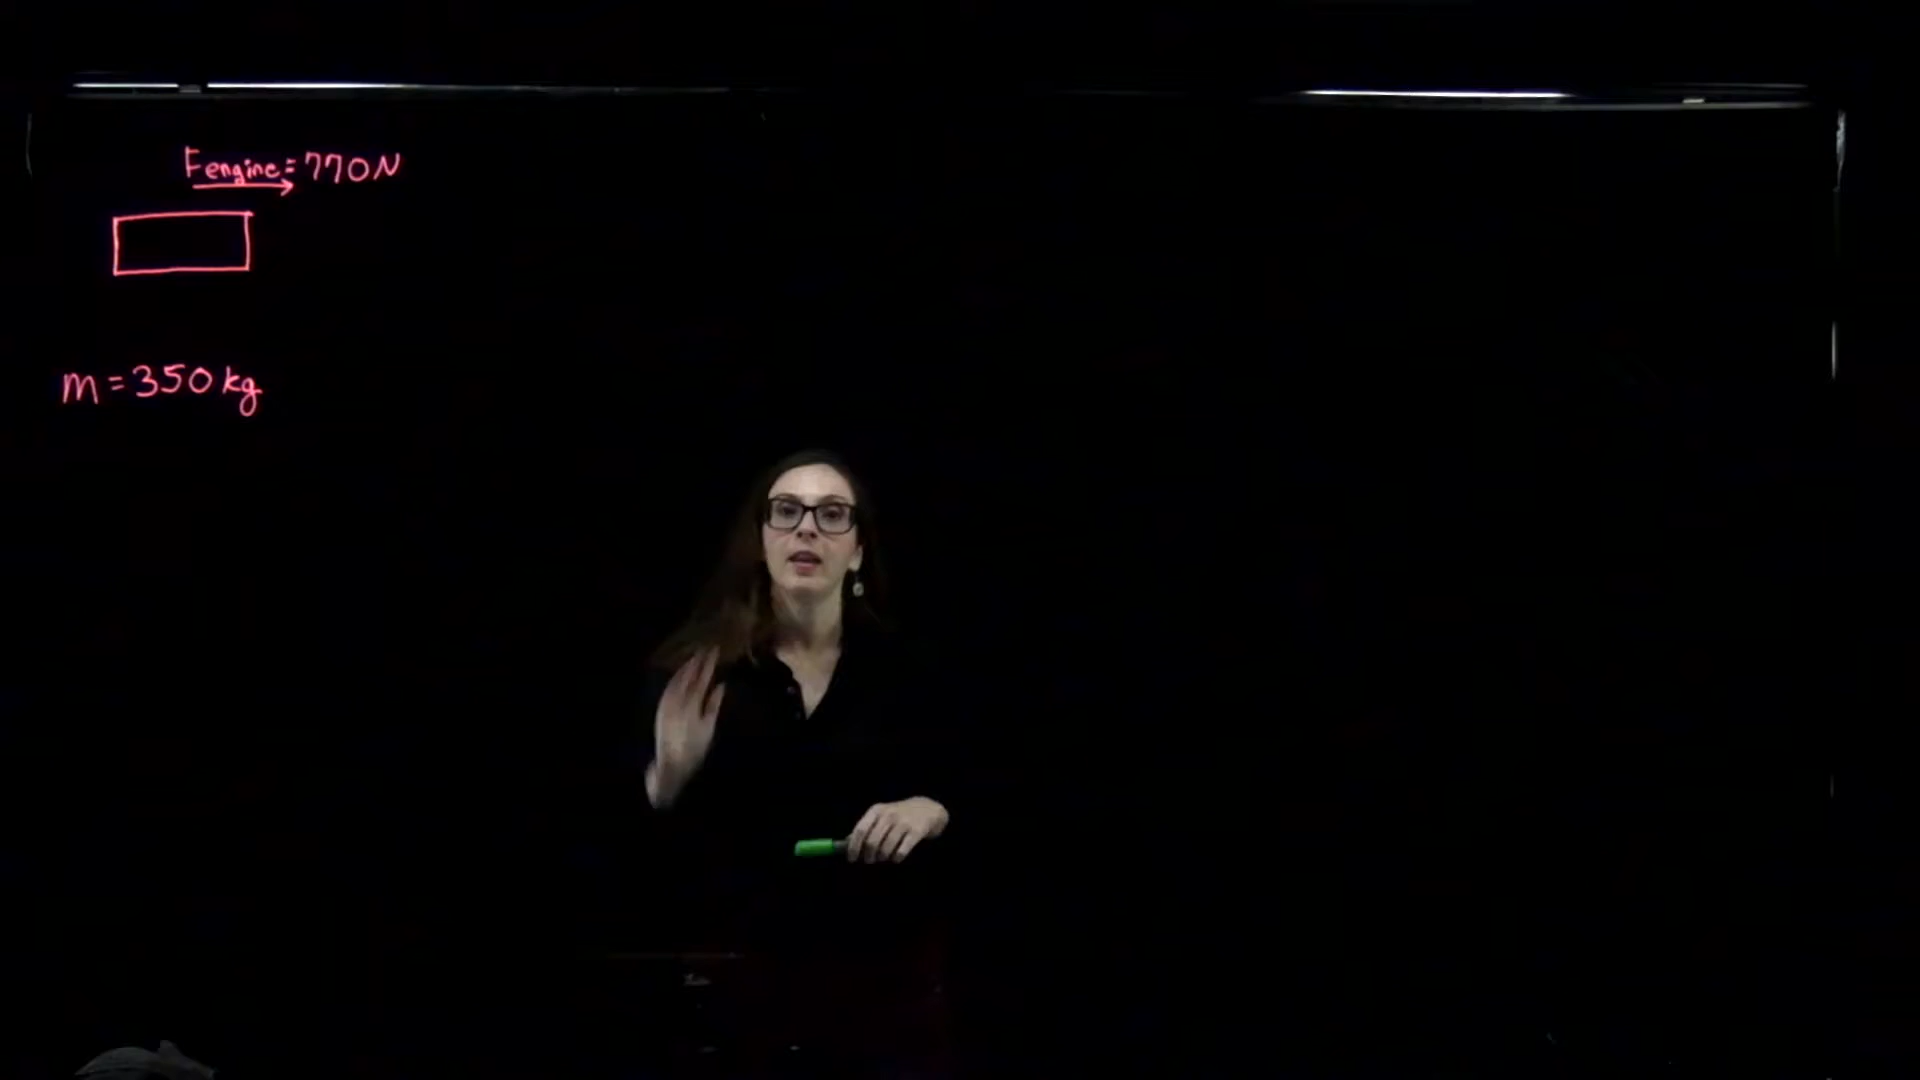 Fengine = 770N
m = 350 kg